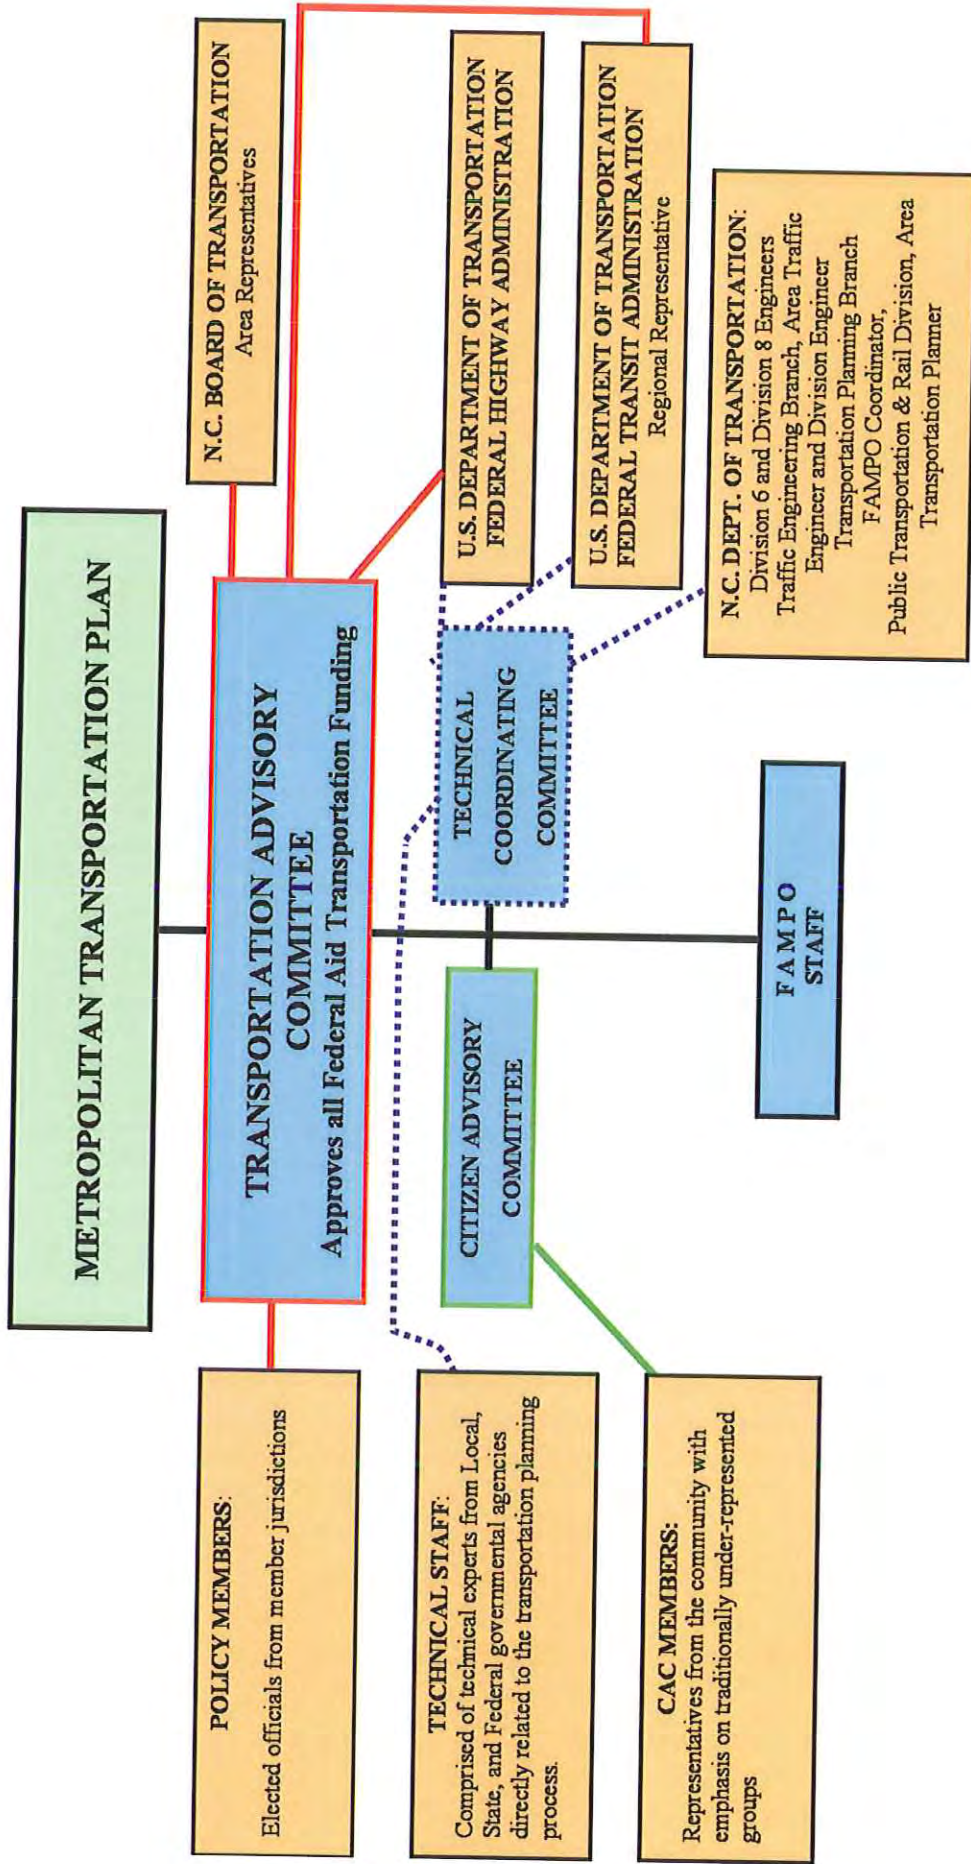 METROPOLITAN TRANSPORTATION PLAN
TRANSPORTATION ADVISORY
COMMITTEE
Approves all Federal Aid Transportation Funding
POLICY MEMBERS:
Elected officials from member jurisdictions
TECHNICAL STAFF:
Comprised of technical experts from Local,
State, and Federal governmental agencies
directly related to the transportation planning
process.
CAC MEMBERS:
Representatives from the community with
emphasis on traditionally under-represented
groups
CITIZEN ADVISORY
COMMITTEE
TECHNICAL
COORDINATING
COMMITTEE
F A M P O
STAFF
N.C. BOARD OF TRANSPORTATION
Area Representatives
U.S. DEPARTMENT OF TRANSPORTATION
FEDERAL HIGHWAY ADMINISTRATION
U.S. DEPARTMENT OF TRANSPORTATION
FEDERAL TRANSIT ADMINISTRATION
Regional Representative
N.C. DEPT. OF TRANSPORTATION:
Division 6 and Division 8 Engineers
Traffic Engineering Branch, Area Traffic
Engineer and Division Engineer
Transportation Planning Branch
FAMPO Coordinator,
Public Transportation & Rail Division, Area
Transportation Planner